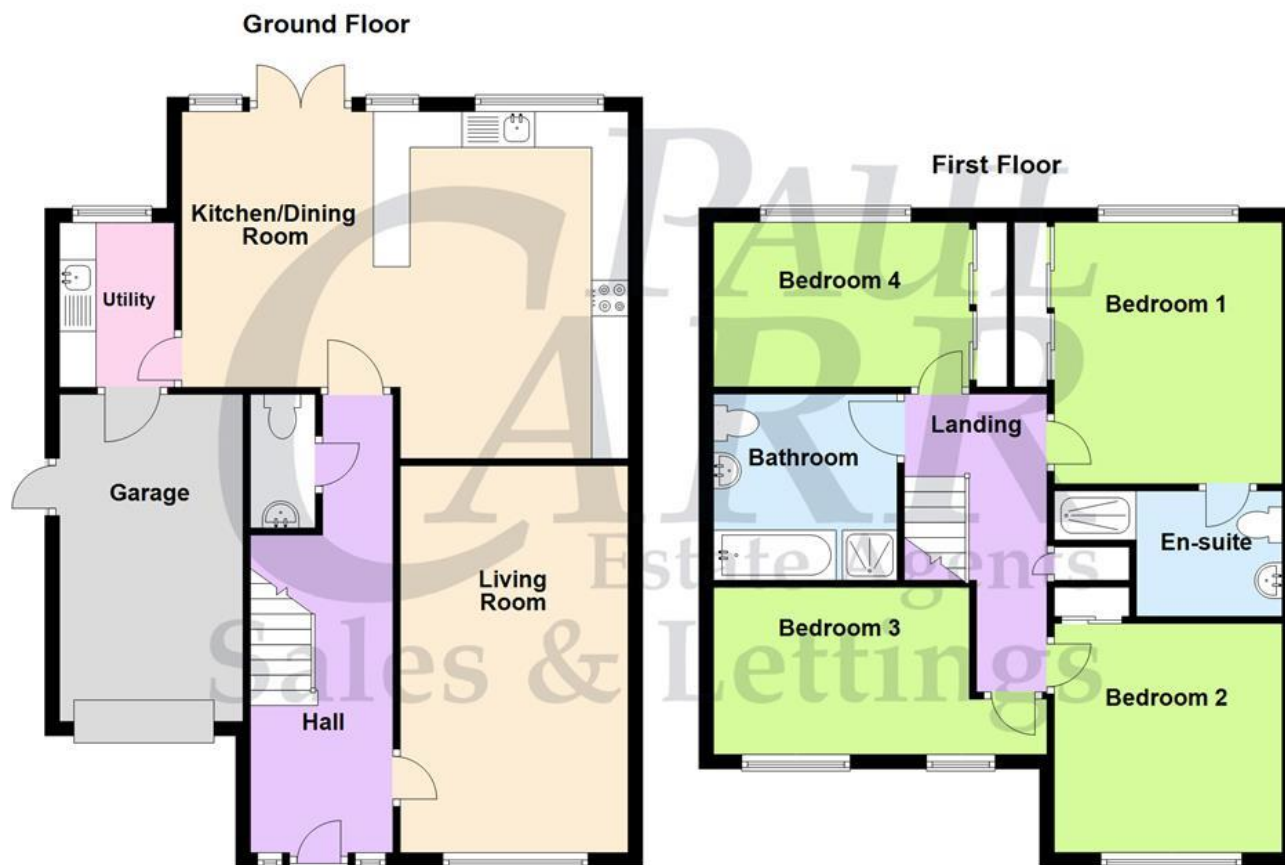 Ground Floor
Kitchen/Dining
Room
Utility
Garage
Living
Room
Hall
First Floor
Bedroom 4
Bedroom 1
Landing
Bathroom
En-suite
Bedroom 3
Bedroom 2
PAUL
CARR
Estate Agents
Sales & Lettings